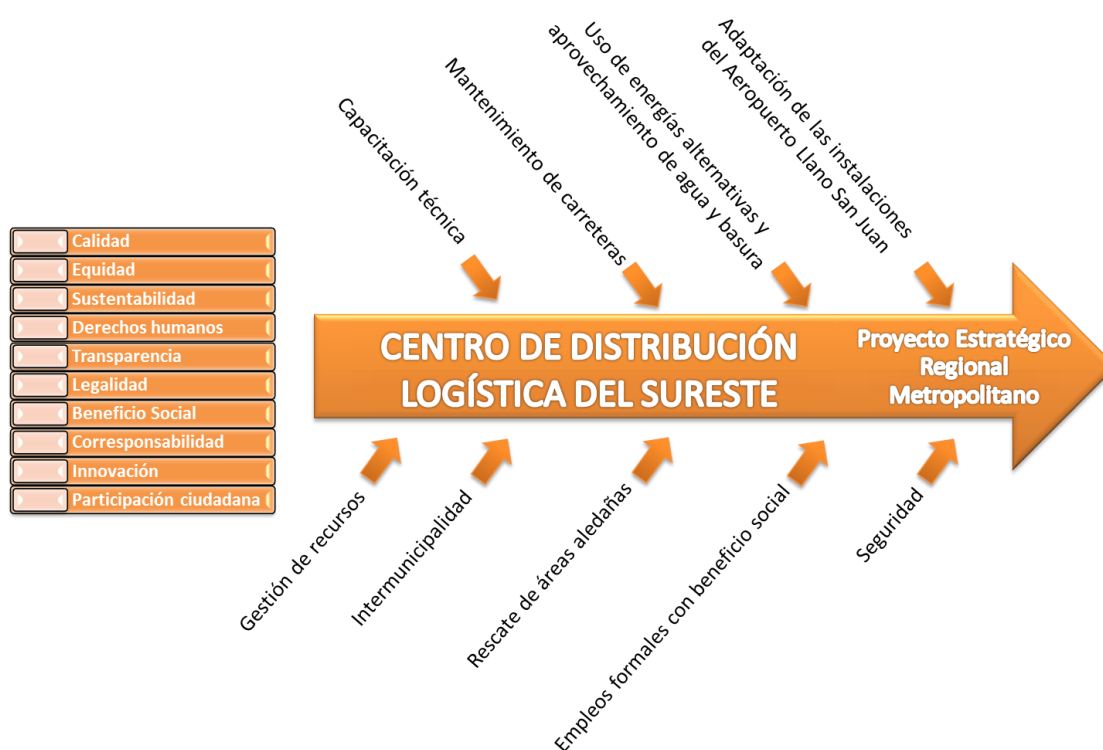 Capacitación técnica
Mantenimiento de carreteras
Uso de energías alternativas y
aprovechamiento de agua y basura
Adaptación de las instalaciones
del Aeropuerto Llano San Juan
Calidad
Equidad
Sustentabilidad
Derechos humanos
Transparencia
Legalidad
Beneficio Social
Corresponsabilidad
Innovación
Participación ciudadana
CENTRO DE DISTRIBUCIÓN
LOGÍSTICA DEL SURESTE
Proyecto Estratégico
Regional
Metropolitano
Gestión de recursos
Intermunicipalidad
Rescate de áreas aledañas
Empleos formales con beneficio social
Seguridad